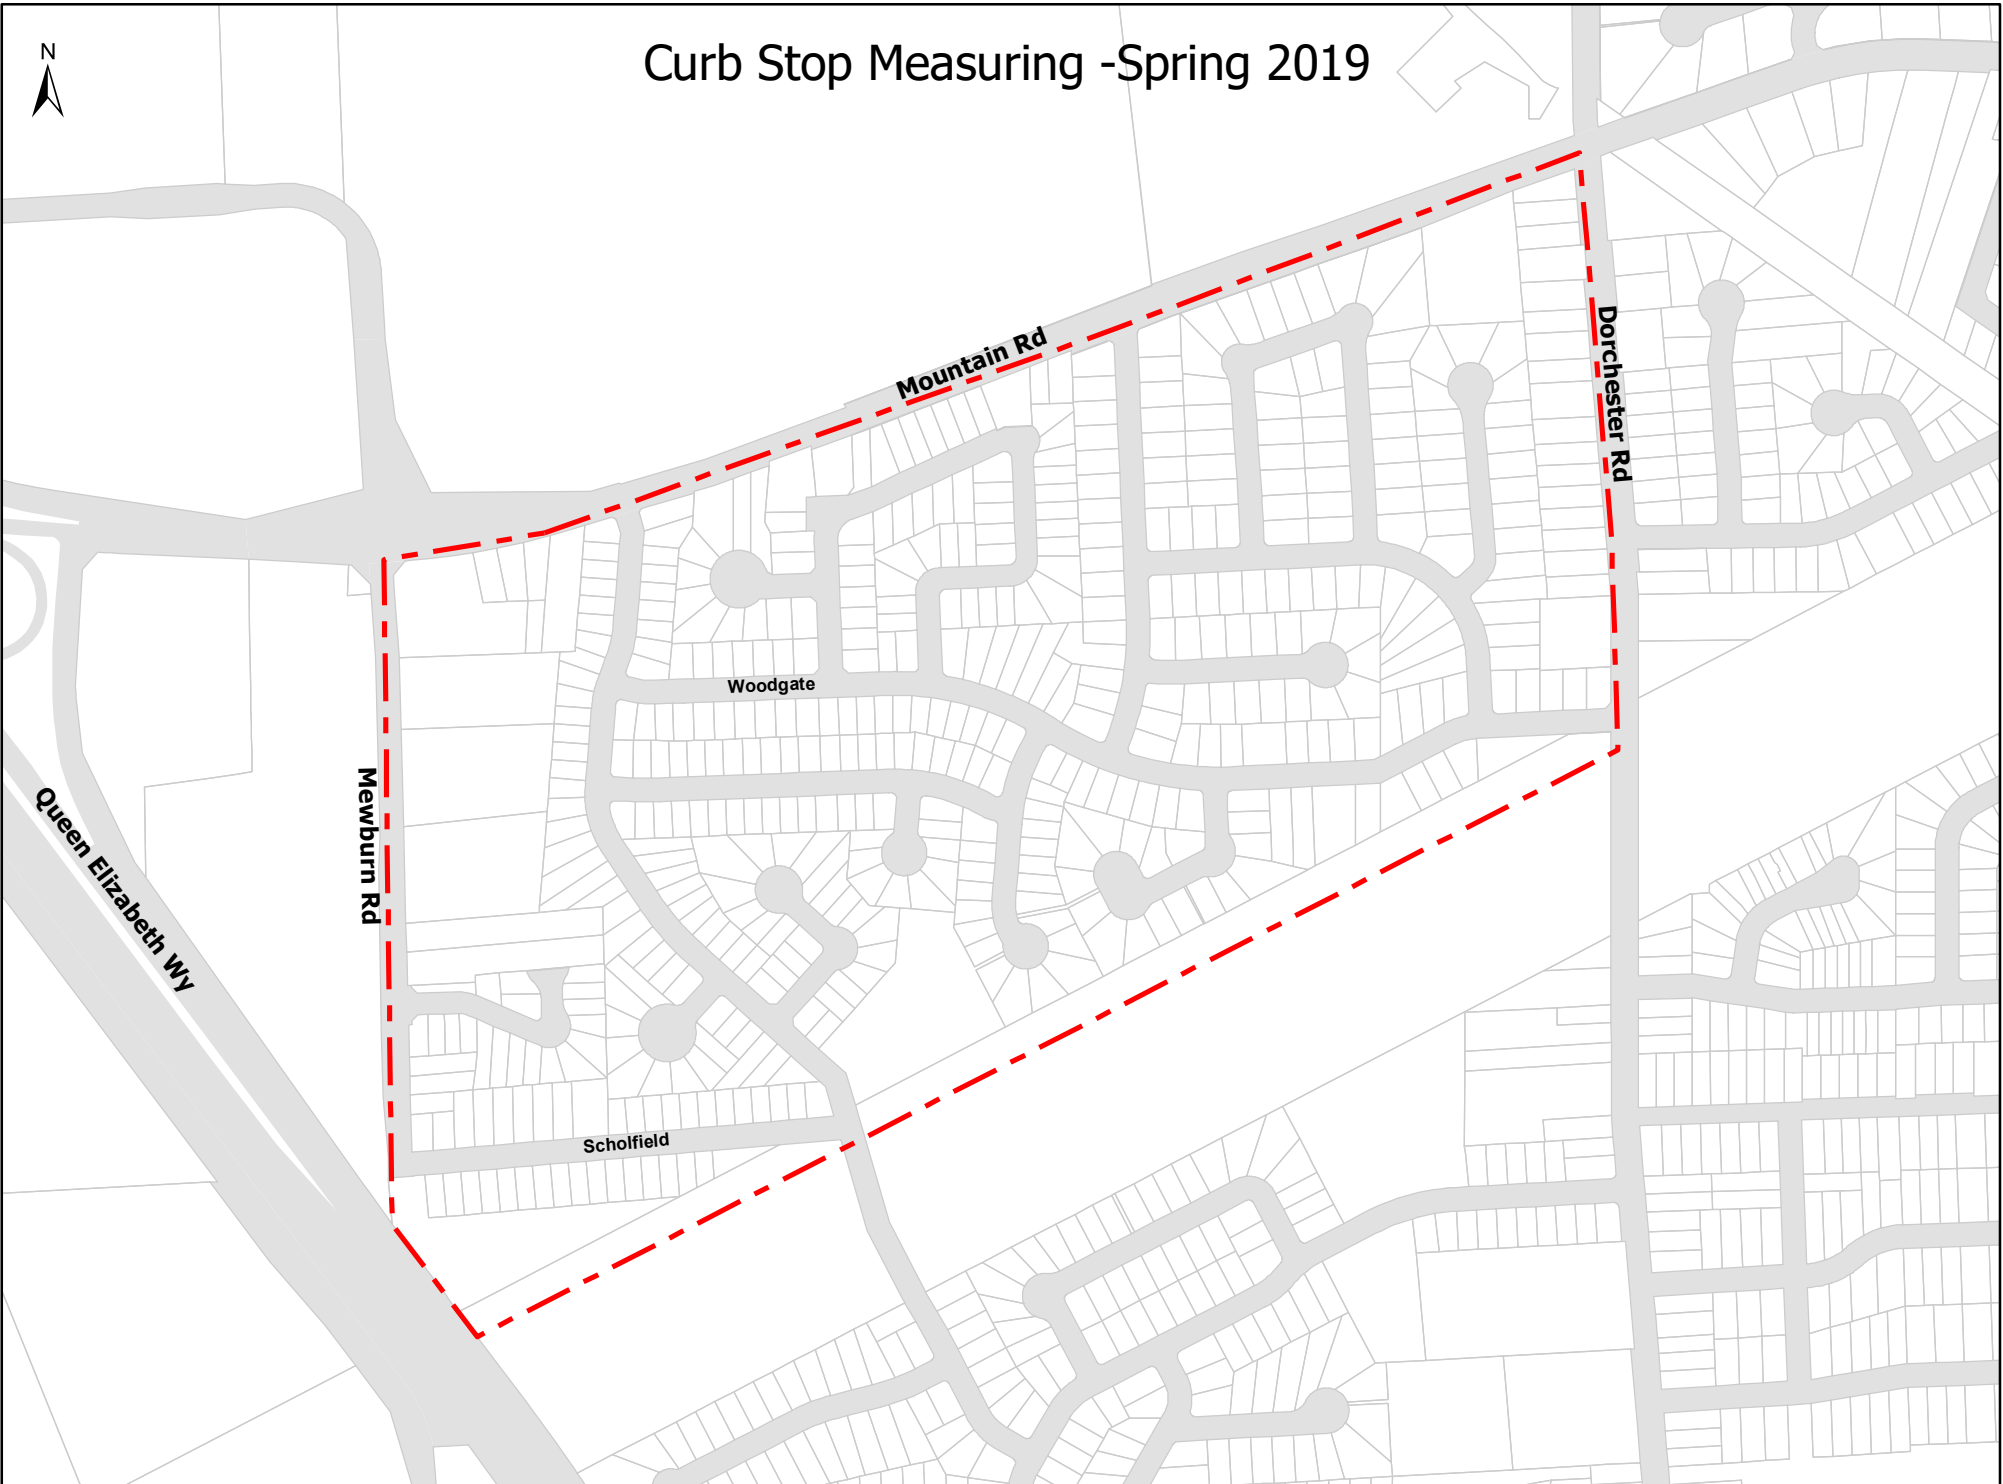 N
Curb Stop Measuring -Spring 2019
Mountain Rd
Dorchester Rd
Woodgate
Mewburn Rd
Queen Elizabeth Wy
Scholfield